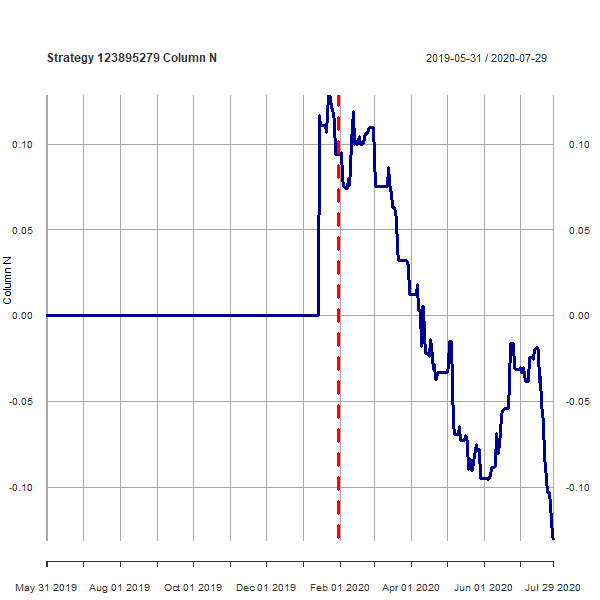 Strategy 123895279 Column N
2019-05-31 / 2020-07-29
Column N
0.10
0.05
0.00
-0.05
-0.10
0.10
0.05
0.00
-0.05
-0.10
May 31 2019
Aug 01 2019
Oct 01 2019
Dec 01 2019
Feb 01 2020
Apr 01 2020
Jun 01 2020
Jul 29 2020